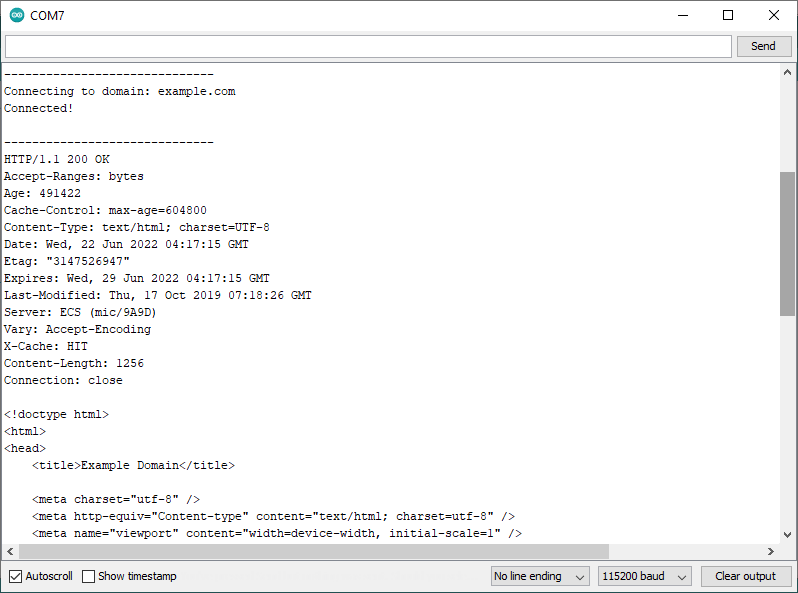 COM7
Send
------------------------------
Connecting to domain: example.com
Connected!
------------------------------
HTTP/1.1 200 OK
Accept-Ranges: bytes
Age: 491422
Cache-Control: max-age=604800
Content-Type: text/html; charset=UTF-8
Date: Wed, 22 Jun 2022 04:17:15 GMT
Etag: "3147526947"
Expires: Wed, 29 Jun 2022 04:17:15 GMT
Last-Modified: Thu, 17 Oct 2019 07:18:26 GMT
Server: ECS (mic/9A9D)
Vary: Accept-Encoding
X-Cache: HIT
Content-Length: 1256
Connection: close
<!doctype html>
<html>
<head>
    <title>Example Domain</title>
    <meta charset="utf-8" />
    <meta http-equiv="Content-type" content="text/html; charset=utf-8" />
    <meta name="viewport" content="width=device-width, initial-scale=1" />
Autoscroll Show timestamp No line ending 115200 baud Clear output